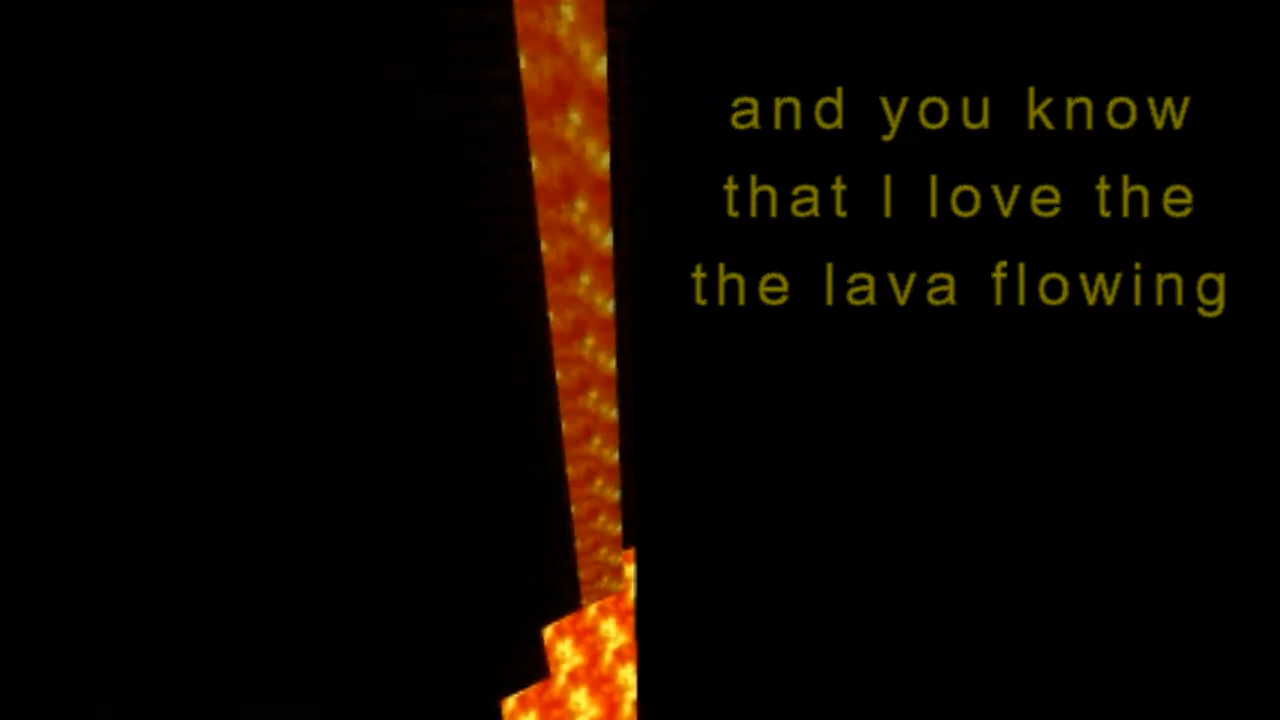 and you know
that I love the
the lava flowing